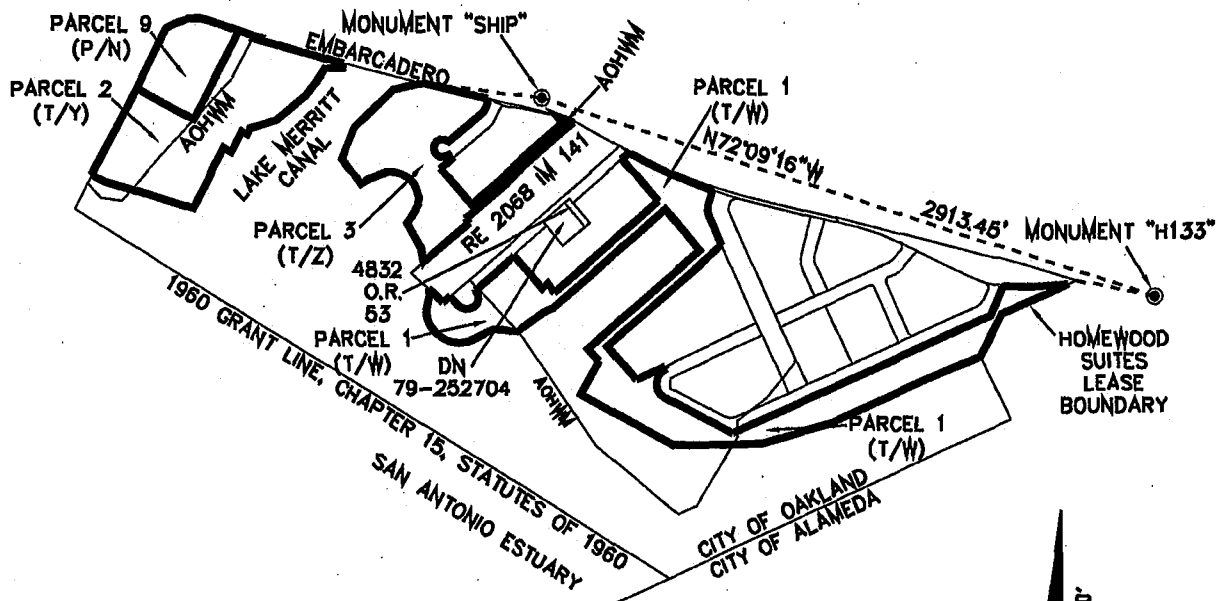 PARCEL 9
(P/N)
MONUMENT "SHIP"
EMBARCADERO
AOHWM
PARCEL 2
(T/Y)
AOHWM
LAKE MERRITT
CANAL
PARCEL 1
(T/W)
N72°09'16"W
2913.45'
MONUMENT "H133"
RE 2068 IM 141
PARCEL 3
(T/Z)
4832
O.R.
53
PARCEL 1
(T/W)
DN
79-252704
AOHWM
HOMEWOOD
SUITES
LEASE
BOUNDARY
PARCEL 1
(T/W)
1960 GRANT LINE, CHAPTER 15, STATUTES OF 1960
SAN ANTONIO ESTUARY
CITY OF OAKLAND
CITY OF ALAMEDA